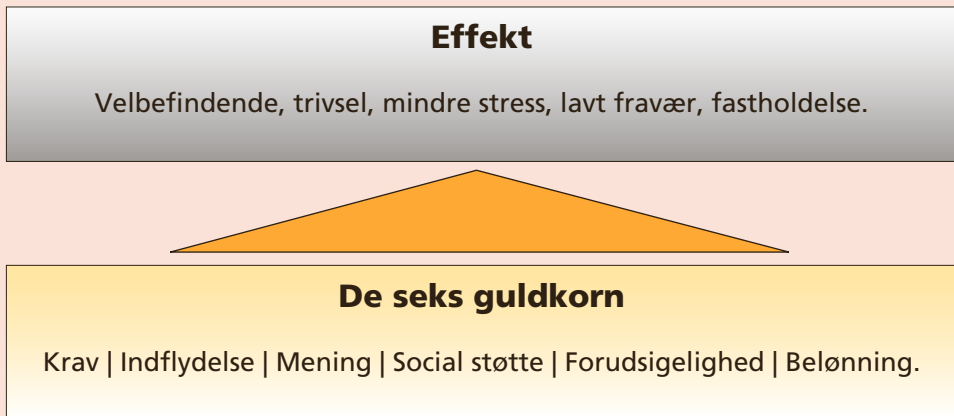 Effekt
Velbefindende, trivsel, mindre stress, lavt fravær, fastholdelse.
De seks guldkorn
Krav | Indflydelse | Mening | Social støtte | Forudsigelighed | Belønning.